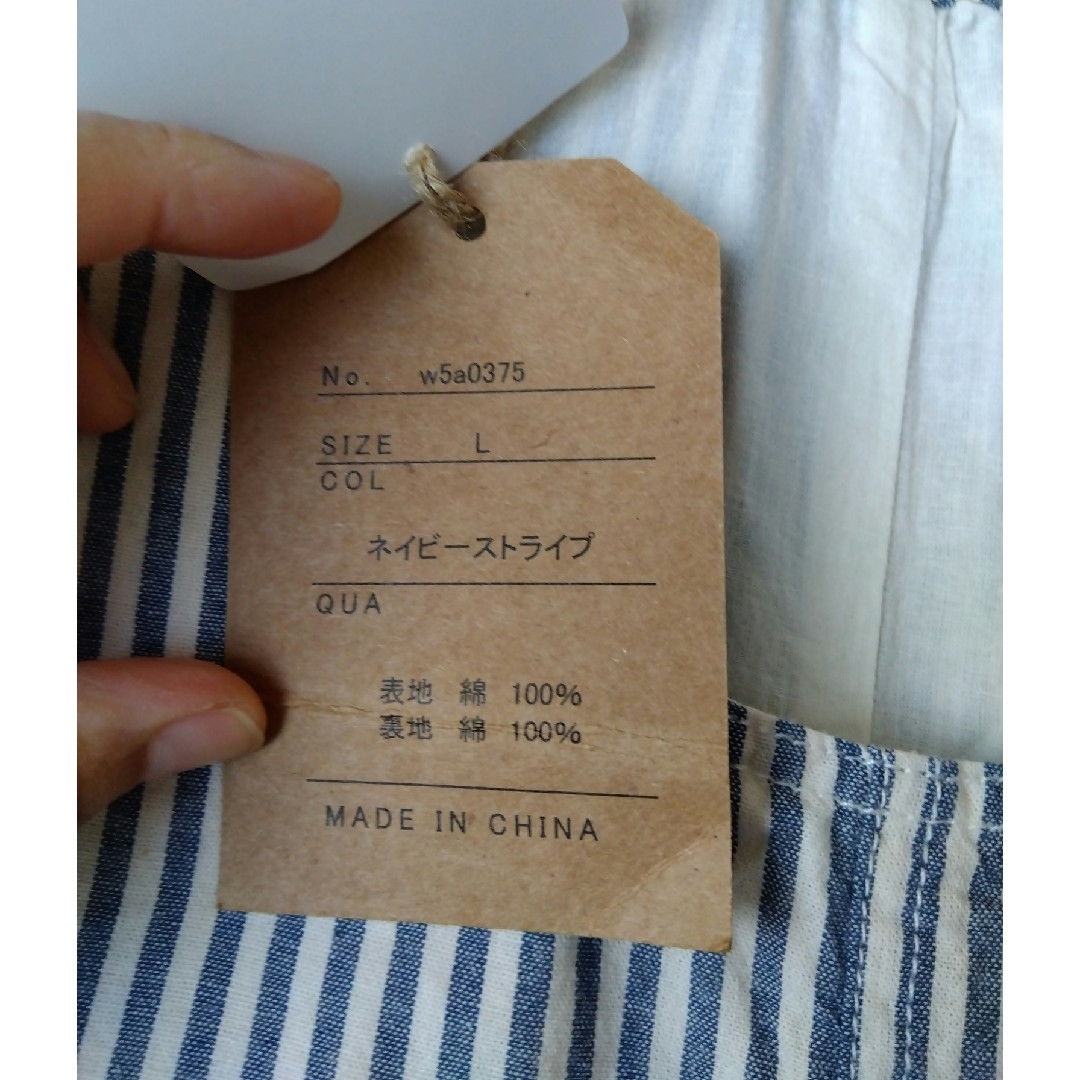 No. w5a0375
SIZE L
COL
ネイビーストライプ
QUA
表地 綿 100%
裏地 綿 100%
MADE IN CHINA